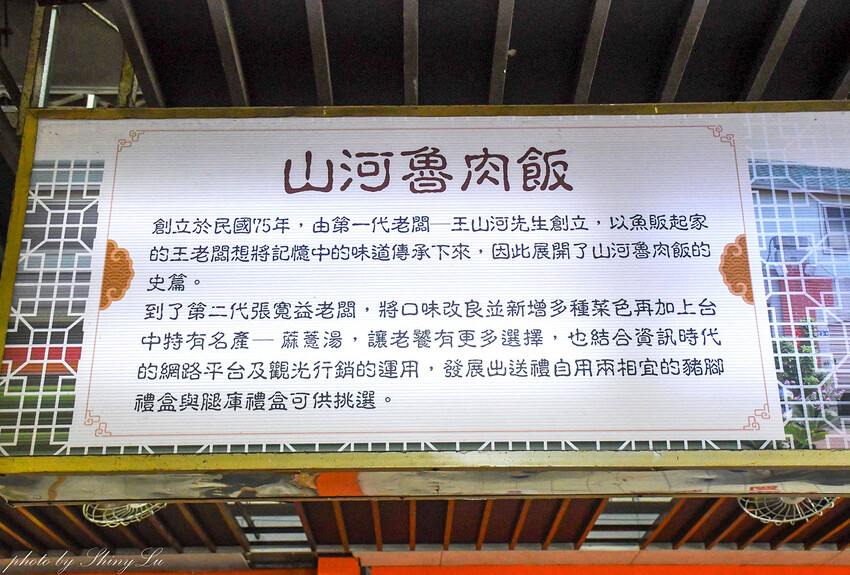 山河魯肉飯
創立於民國75年，由第一代老闆─王山河先生創立，以魚販起家
的王老闆想將記憶中的味道傳承下來，因此展開了山河魯肉飯的
史篇。
到了第二代張寬益老闆，將口味改良並新增多種菜色再加上台
中特有名產─ 蔴薏湯，讓老饕有更多選擇，也結合資訊時代
的網路平台及觀光行銷的運用，發展出送禮自用兩相宜的豬腳
禮盒與腿庫禮盒可供挑選。
photo by ShinyLu